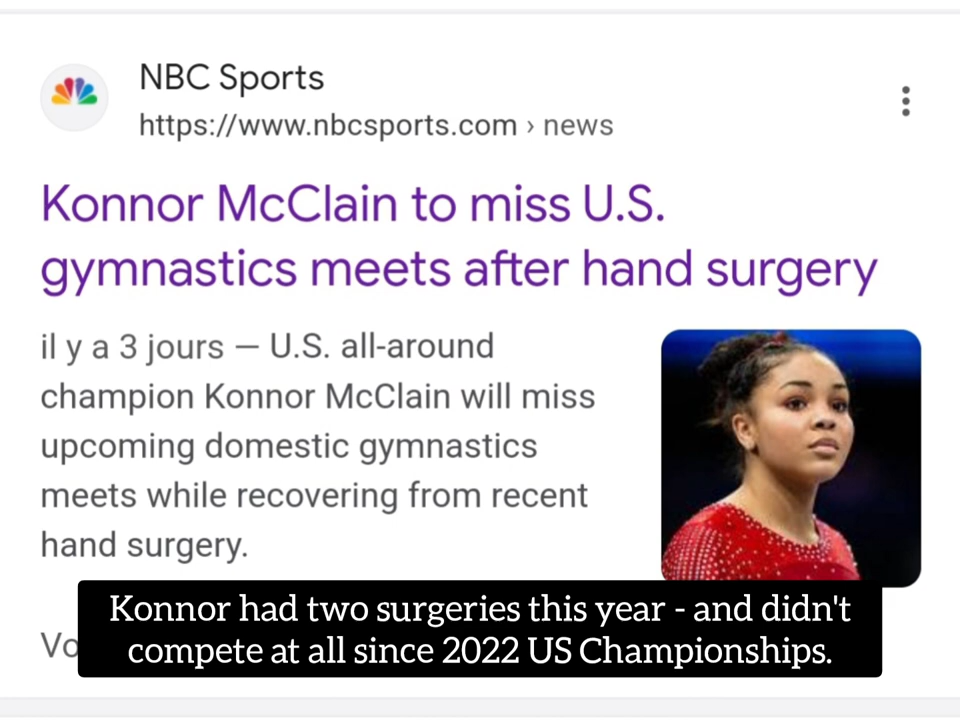 NBC Sports
https://www.nbcsports.com › news
Konnor McClain to miss U.S.
gymnastics meets after hand surgery
il y a 3 jours — U.S. all-around
champion Konnor McClain will miss
upcoming domestic gymnastics
meets while recovering from recent
hand surgery.
Konnor had two surgeries this year - and didn't
compete at all since 2022 US Championships.